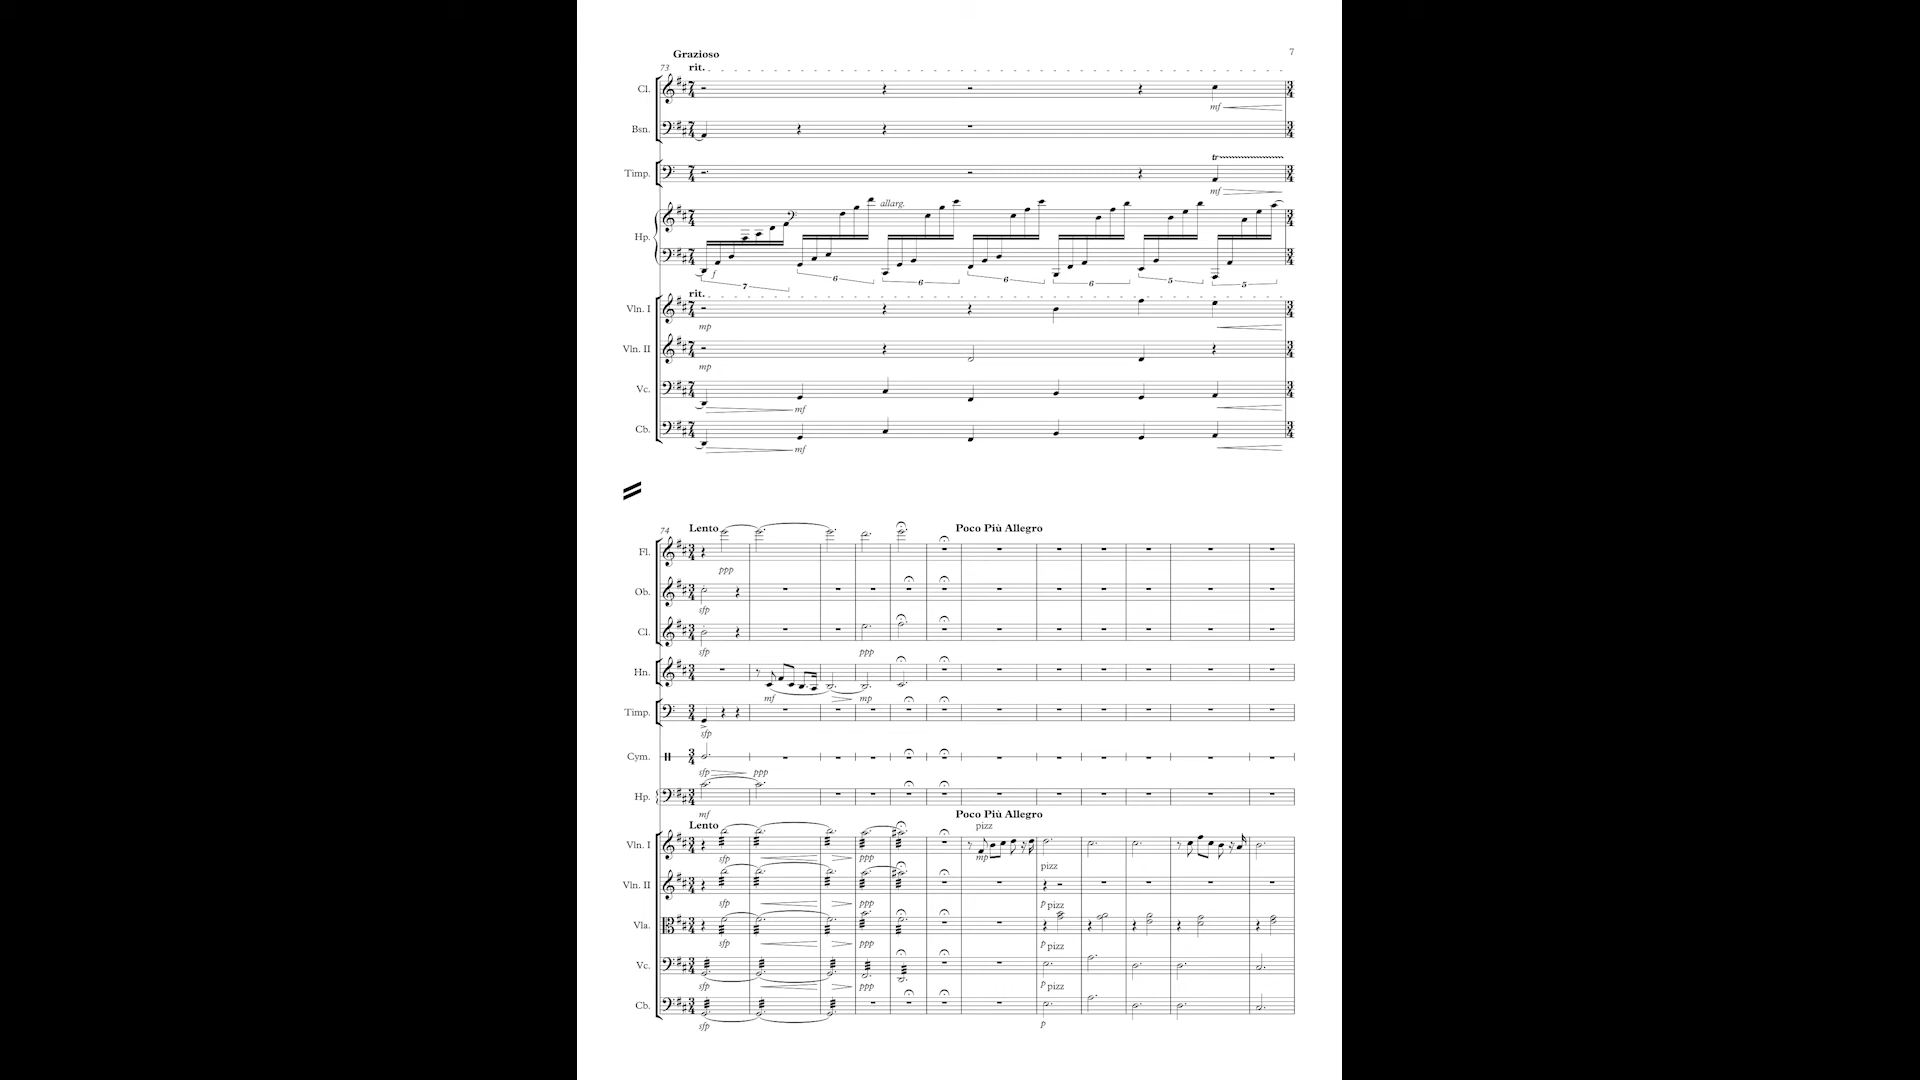 Grazioso
7
73
rit.
Cl.
mf
Bsn.
Timp.
tr
mf
allarg.
Hp.
f
7 6 6 6 6 5 5
rit.
Vln. I
mp
Vln. II
mp
Vc.
mf
Cb.
mf
74
Lento
Poco Più Allegro
Fl.
ppp
Ob.
sfp
Cl.
sfp
ppp
Hn.
mf
mp
Timp.
sfp
Cym.
sfp
ppp
Hp.
mf
Poco Più Allegro
Lento
pizz
Vln. I
sfp
ppp
mp
pizz
Vln. II
sfp
ppp
p
pizz
Vla.
sfp
ppp
p
pizz
Vc.
sfp
ppp
p
pizz
Cb.
sfp
p